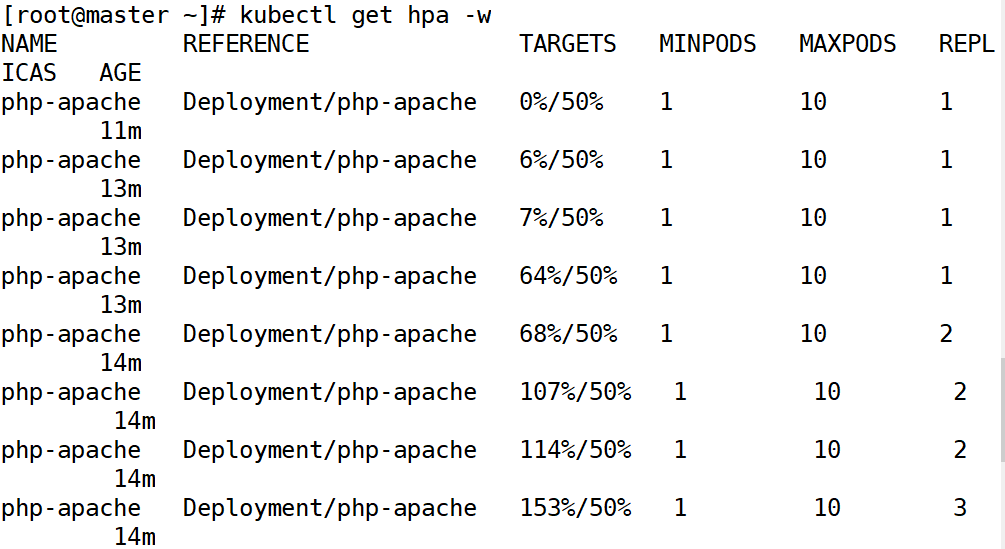 [root@master ~]# kubectl get hpa -w
NAME         REFERENCE               TARGETS   MINPODS   MAXPODS   REPL
ICAS   AGE
php-apache   Deployment/php-apache   0%/50%    1         10        1
       11m
php-apache   Deployment/php-apache   6%/50%    1         10        1
       13m
php-apache   Deployment/php-apache   7%/50%    1         10        1
       13m
php-apache   Deployment/php-apache   64%/50%   1         10        1
       13m
php-apache   Deployment/php-apache   68%/50%   1         10        2
       14m
php-apache   Deployment/php-apache   107%/50%   1         10        2
        14m
php-apache   Deployment/php-apache   114%/50%   1         10        2
        14m
php-apache   Deployment/php-apache   153%/50%   1         10        3
        14m